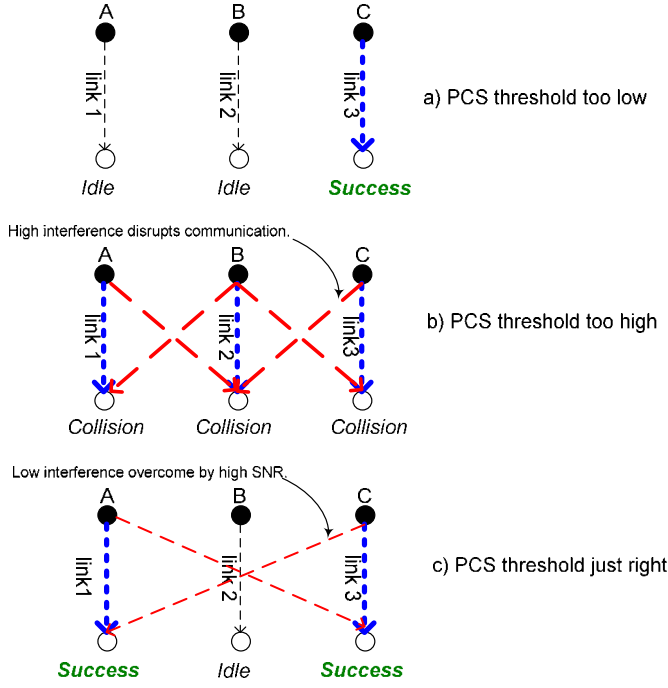 A B C
link 1 link 2 link 3
a) PCS threshold too low
Idle Idle Success
High interference disrupts communication.
A B C
link 1 link 2 link3
b) PCS threshold too high
Collision Collision Collision
Low interference overcome by high SNR.
A B C
link1 link 2 link 3
c) PCS threshold just right
Success Idle Success